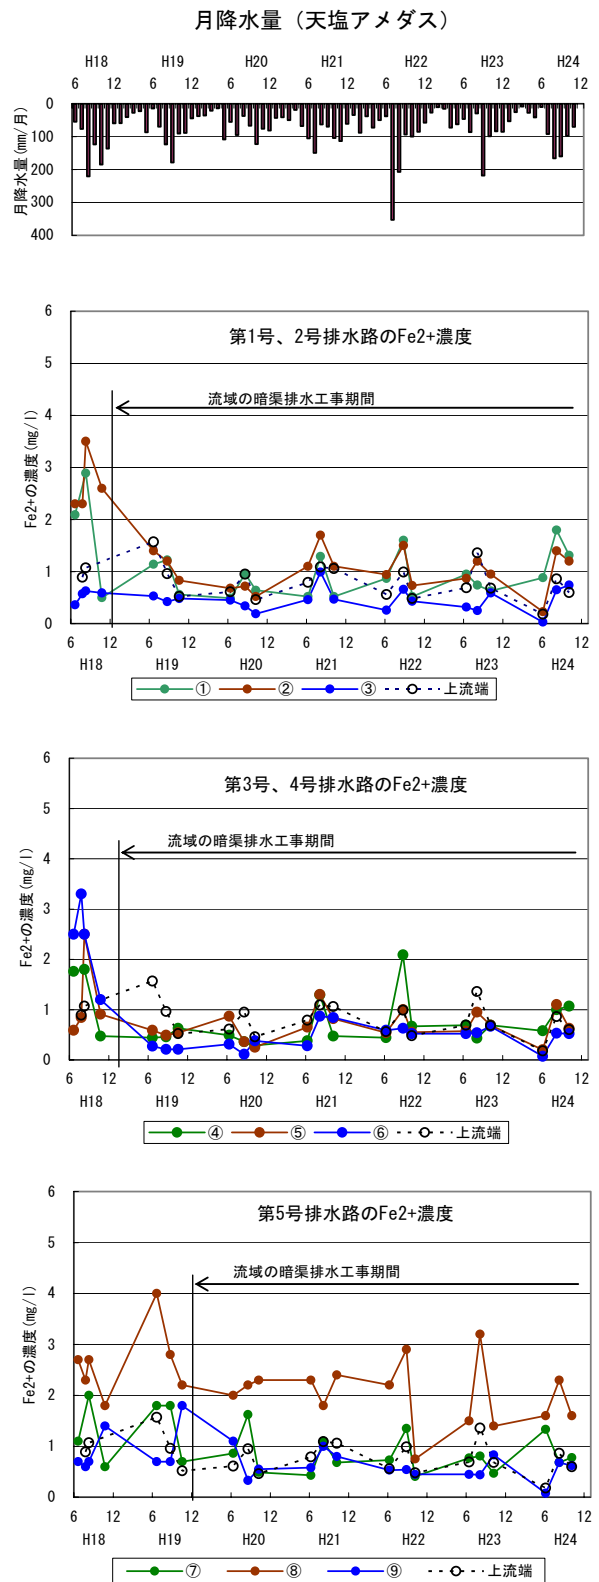 月降水量（天塩アメダス）
H18 H19 H20 H21 H22 H23 H24
6 12 6 12 6 12 6 12 6 12 6 12 6 12
月降水量(mm/月)
0
100
200
300
400
第1号、2号排水路のFe2+濃度
流域の暗渠排水工事期間
Fe2+の濃度(mg/l)
6
5
4
3
2
1
0
6 12 6 12 6 12 6 12 6 12 6 12 6 12
H18 H19 H20 H21 H22 H23 H24
① ② ③ 上流端
第3号、4号排水路のFe2+濃度
流域の暗渠排水工事期間
Fe2+の濃度(mg/l)
6
5
4
3
2
1
0
6 12 6 12 6 12 6 12 6 12 6 12 6 12
H18 H19 H20 H21 H22 H23 H24
④ ⑤ ⑥ 上流端
第5号排水路のFe2+濃度
流域の暗渠排水工事期間
Fe2+の濃度(mg/l)
6
5
4
3
2
1
0
6 12 6 12 6 12 6 12 6 12 6 12 6 12
H18 H19 H20 H21 H22 H23 H24
⑦ ⑧ ⑨ 上流端